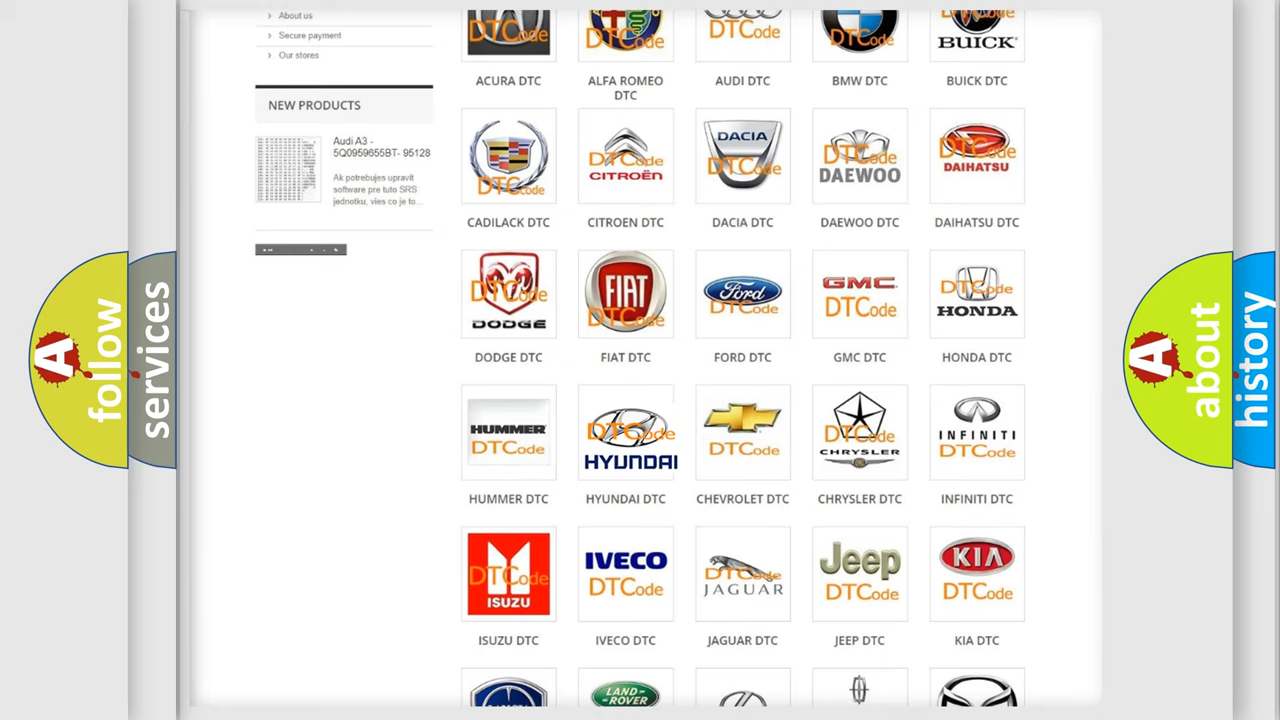 About us
Secure payment
Our stores
NEW PRODUCTS
Audi A3 -
5Q0959655BT- 95128
Ak potrebujes upravit
software pre tuto SRS
jednotku, vies co je to...
DTCode DTCode DTCode DTCode BUICK
ACURA DTC ALFA ROMEO DTC AUDI DTC BMW DTC BUICK DTC
DTCode
DTCode CITROËN
DACIA DTCode
DTCode DAEWOO
DTCode DAIHATSU
CADILACK DTC CITROEN DTC DACIA DTC DAEWOO DTC DAIHATSU DTC
DTCode DODGE
FIAT DTCode
Ford DTCode
GMC DTCode
DTCode HONDA
DODGE DTC FIAT DTC FORD DTC GMC DTC HONDA DTC
HUMMER DTCode
DTCode HYUNDAI
DTCode
DTCode CHRYSLER
INFINITI DTCode
HUMMER DTC HYUNDAI DTC CHEVROLET DTC CHRYSLER DTC INFINITI DTC
DTCode ISUZU
IVECO DTCode
DTCode JAGUAR
Jeep DTCode
KIA DTCode
ISUZU DTC IVECO DTC JAGUAR DTC JEEP DTC KIA DTC
LAND-
ROVER
A follow
services
A about
history